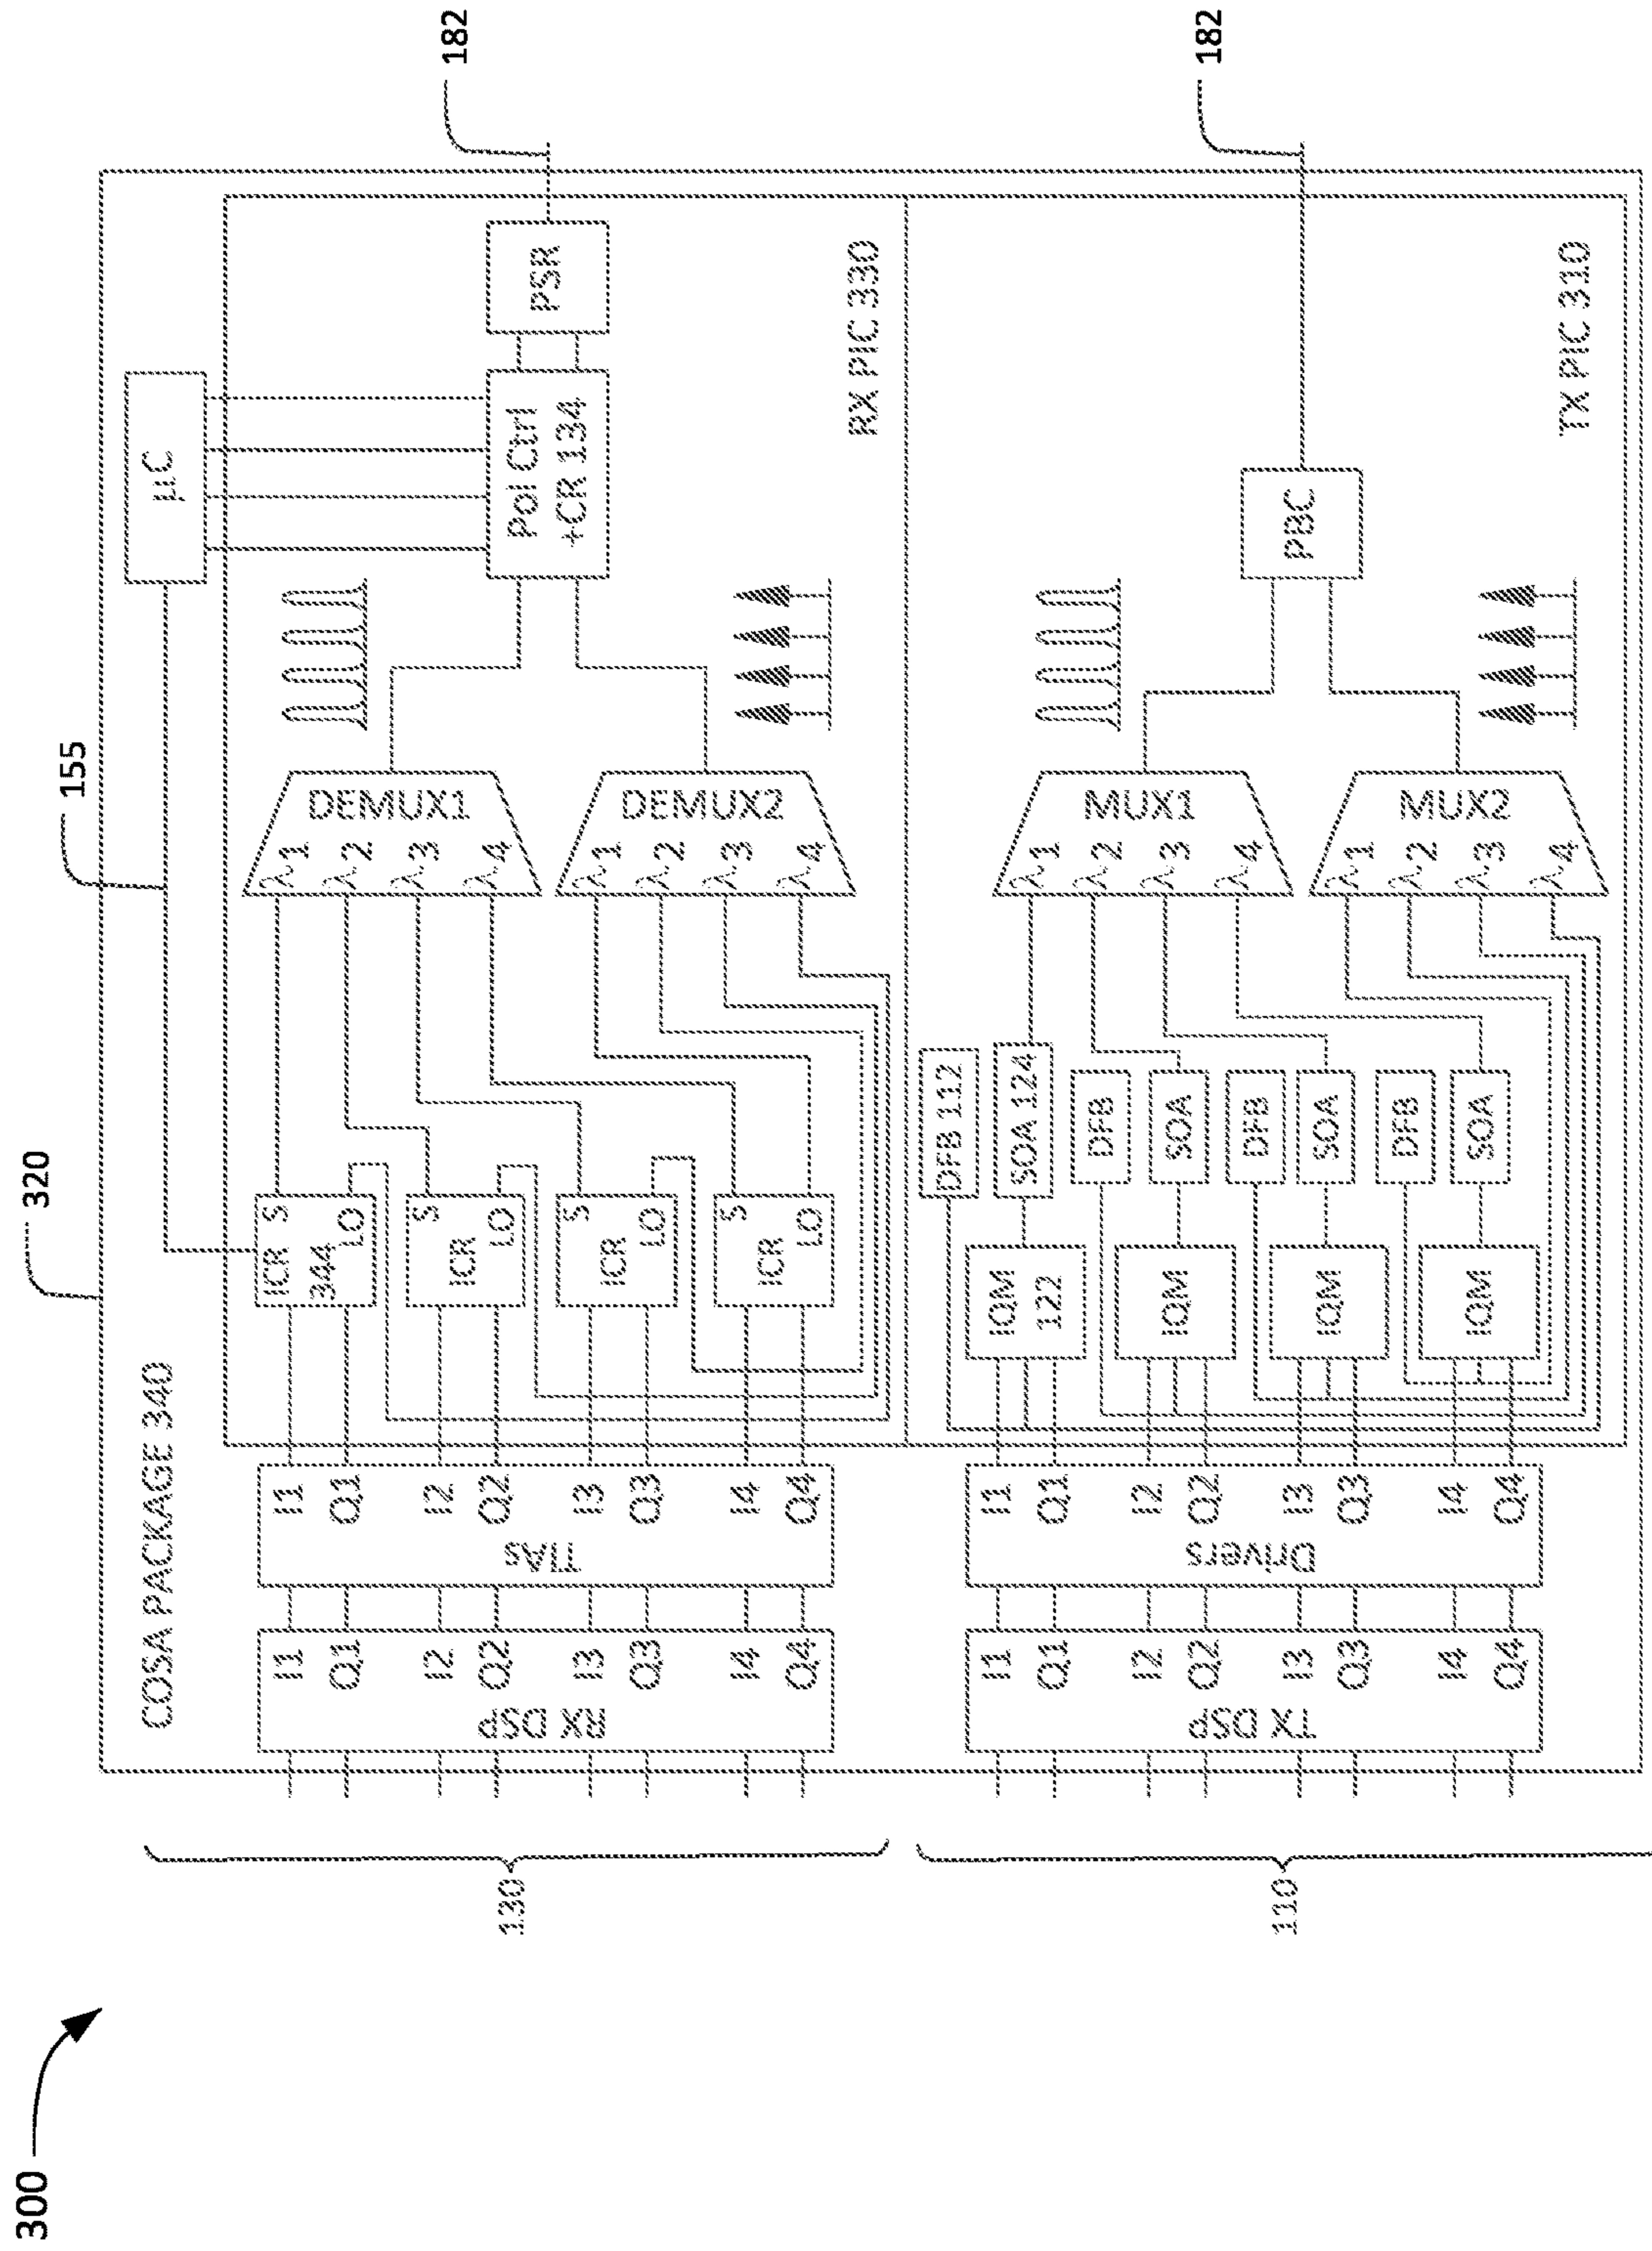 300
320
155
182
182
COSA PACKAGE 340
130
110
RX DSP
I1
Q1
I2
Q2
I3
Q3
I4
Q4
TIAs
I1
Q1
I2
Q2
I3
Q3
I4
Q4
ICR
344
S
LO
ICR
S
LO
ICR
S
LO
ICR
S
LO
DEMUX1
λ1
λ2
λ3
λ4
DEMUX2
λ1
λ2
λ3
λ4
µC
Pol Ctrl
+CR 134
PSR
RX PIC 330
TX DSP
I1
Q1
I2
Q2
I3
Q3
I4
Q4
Drivers
I1
Q1
I2
Q2
I3
Q3
I4
Q4
IQM
122
IQM
IQM
IQM
DFB 112
SOA 124
DFB
SOA
DFB
SOA
DFB
SOA
MUX1
λ1
λ2
λ3
λ4
MUX2
λ1
λ2
λ3
λ4
PBC
TX PIC 310